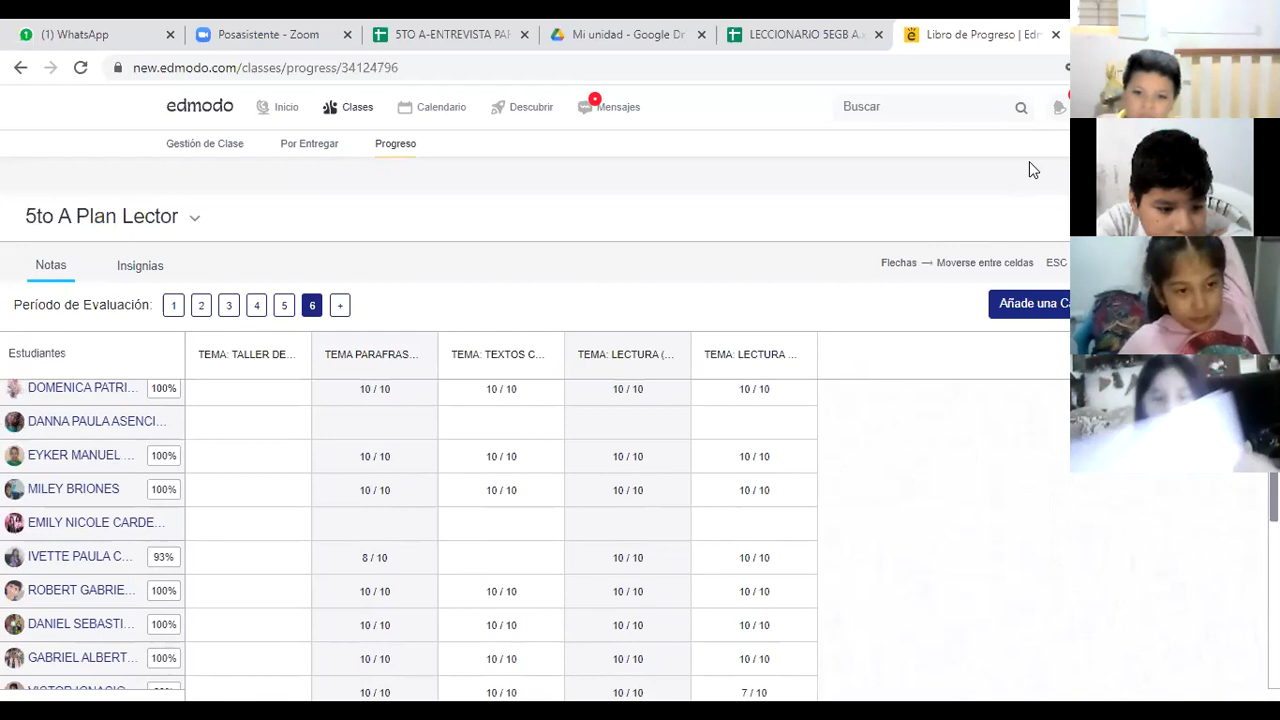 (1) WhatsApp
Posasistente - Zoom
5TO A-ENTREVISTA PAR
Mi unidad - Google Dr
LECCIONARIO 5EGB A.
Libro de Progreso | Edm
new.edmodo.com/classes/progress/34124796
edmodo
Inicio
Clases
Calendario
Descubrir
Mensajes
Buscar
Gestión de Clase
Por Entregar
Progreso
5to A Plan Lector
Notas
Insignias
Flechas → Moverse entre celdas ESC
Período de Evaluación: 1 2 3 4 5 6 +
Añade una Ca
Estudiantes TEMA: TALLER DE... TEMA PARAFRAS... TEMA: TEXTOS C... TEMA: LECTURA (... TEMA: LECTURA ...
DOMENICA PATRI... 100% 10 / 10 10 / 10 10 / 10 10 / 10
DANNA PAULA ASENCI...
EYKER MANUEL ... 100% 10 / 10 10 / 10 10 / 10 10 / 10
MILEY BRIONES 100% 10 / 10 10 / 10 10 / 10 10 / 10
EMILY NICOLE CARDE...
IVETTE PAULA C... 93% 8 / 10 10 / 10 10 / 10
ROBERT GABRIE... 100% 10 / 10 10 / 10 10 / 10 10 / 10
DANIEL SEBASTI... 100% 10 / 10 10 / 10 10 / 10 10 / 10
GABRIEL ALBERT... 100% 10 / 10 10 / 10 10 / 10 10 / 10
VICTOR IGNACIO 10 / 10 10 / 10 10 / 10 7 / 10